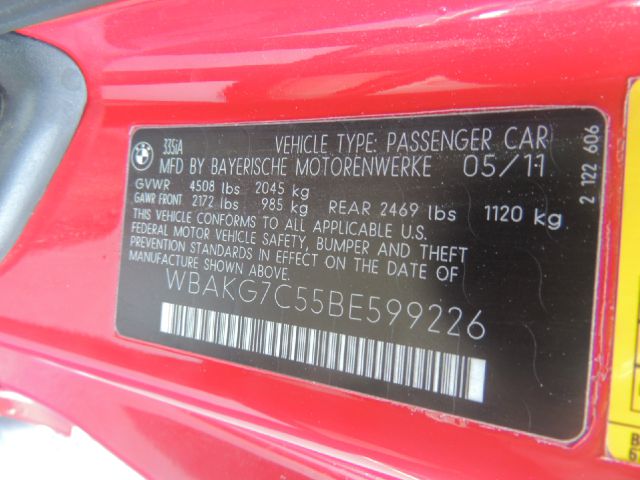 BMW
335iA VEHICLE TYPE: PASSENGER CAR
MFD BY BAYERISCHE MOTORENWERKE 05/11
GVWR 4508 lbs 2045 kg
GAWR FRONT 2172 lbs 985 kg REAR 2469 lbs 1120 kg
THIS VEHICLE CONFORMS TO ALL APPLICABLE U.S.
FEDERAL MOTOR VEHICLE SAFETY, BUMPER AND THEFT
PREVENTION STANDARDS IN EFFECT ON THE DATE OF
MANUFACTURE SHOWN ABOVE.
WBAKG7C55BE599226
2 122 606